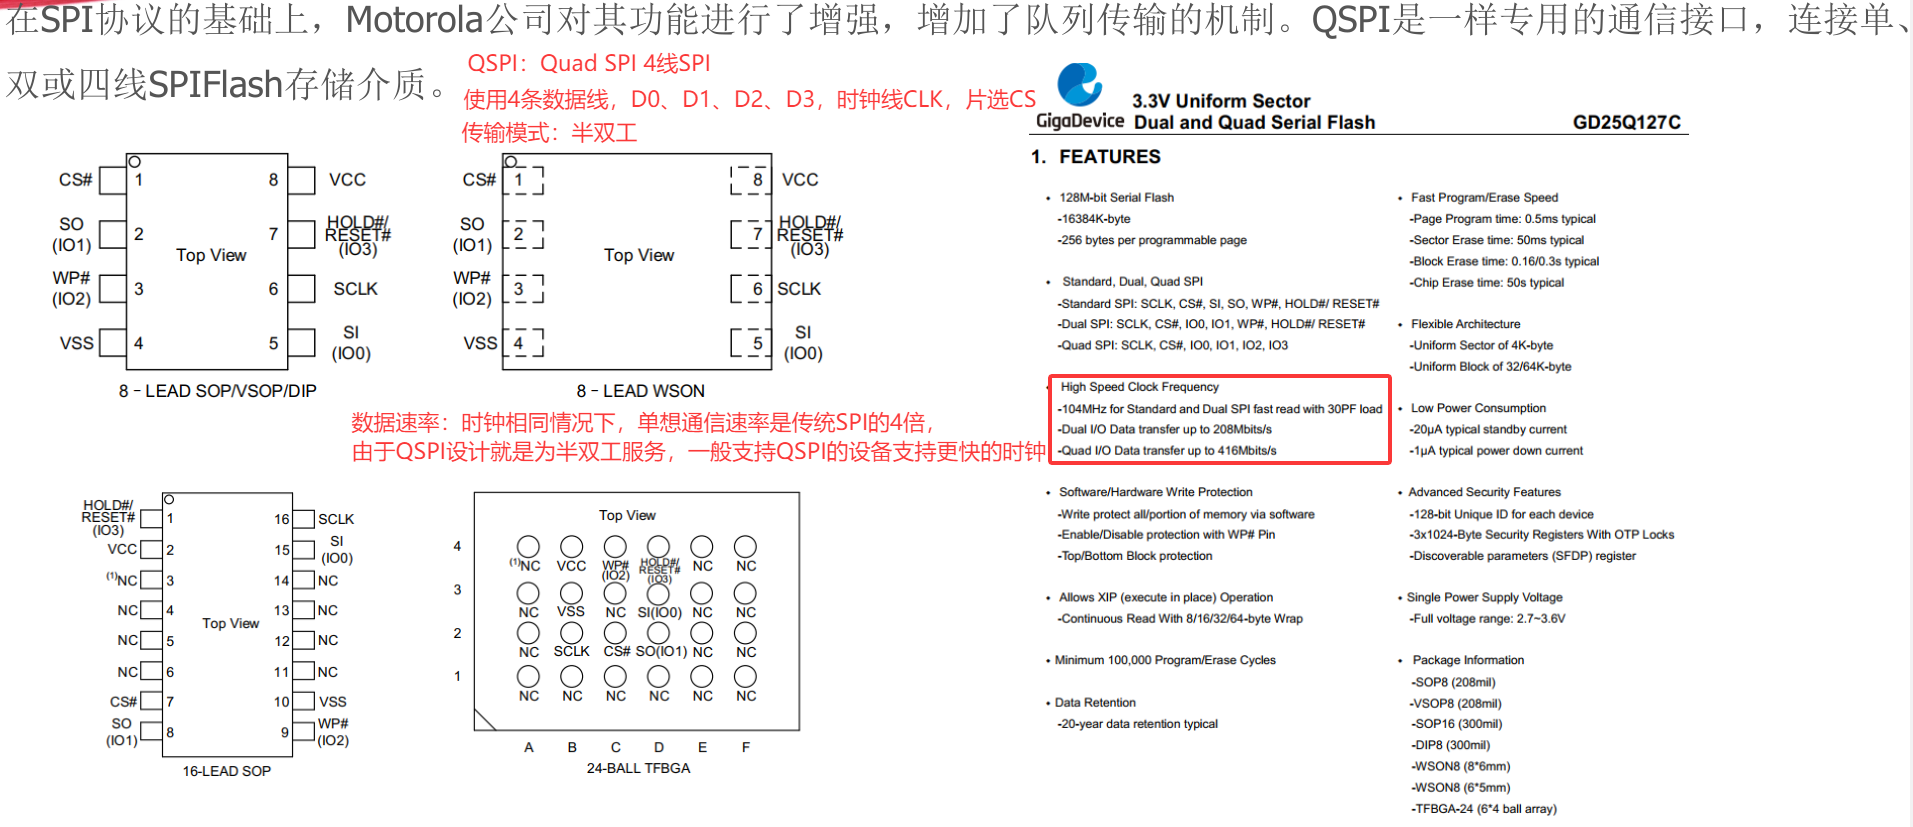 在SPI协议的基础上，Motorola公司对其功能进行了增强，增加了队列传输的机制。QSPI是一样专用的通信接口，连接单、
双或四线SPIFlash存储介质。
QSPI：Quad SPI 4线SPI
使用4条数据线，D0、D1、D2、D3，时钟线CLK，片选CS
传输模式：半双工
CS#
1
8
VCC
SO
(IO1)
2
Top View
7
HOLD#/
RESET#
(IO3)
WP#
(IO2)
3
6
SCLK
VSS
4
5
SI
(IO0)
8－LEAD SOP/VSOP/DIP
CS#
1
8
VCC
SO
(IO1)
2
Top View
7
HOLD#/
RESET#
(IO3)
WP#
(IO2)
3
6
SCLK
VSS
4
5
SI
(IO0)
8－LEAD WSON
数据速率：时钟相同情况下，单想通信速率是传统SPI的4倍，
由于QSPI设计就是为半双工服务，一般支持QSPI的设备支持更快的时钟
HOLD#/
RESET#
(IO3)
1
16
SCLK
VCC
2
15
SI
(IO0)
(1)NC
3
14
NC
NC
4
13
NC
Top View
NC
5
12
NC
NC
6
11
NC
CS#
7
10
VSS
SO
(IO1)
8
9
WP#
(IO2)
16-LEAD SOP
Top View
4
(1)NC
VCC
WP#
(IO2)
HOLD#/
RESET#
(IO3)
NC
NC
3
NC
VSS
NC
SI(IO0)
NC
NC
2
NC
SCLK
CS#
SO(IO1)
NC
NC
1
NC
NC
NC
NC
NC
NC
A B C D E F
24-BALL TFBGA
GigaDevice
3.3V Uniform Sector
Dual and Quad Serial Flash
GD25Q127C
1. FEATURES
• 128M-bit Serial Flash
-16384K-byte
-256 bytes per programmable page
• Standard, Dual, Quad SPI
-Standard SPI: SCLK, CS#, SI, SO, WP#, HOLD#/ RESET#
-Dual SPI: SCLK, CS#, IO0, IO1, WP#, HOLD#/ RESET#
-Quad SPI: SCLK, CS#, IO0, IO1, IO2, IO3
• High Speed Clock Frequency
-104MHz for Standard and Dual SPI fast read with 30PF load
-Dual I/O Data transfer up to 208Mbits/s
-Quad I/O Data transfer up to 416Mbits/s
• Software/Hardware Write Protection
-Write protect all/portion of memory via software
-Enable/Disable protection with WP# Pin
-Top/Bottom Block protection
• Allows XIP (execute in place) Operation
-Continuous Read With 8/16/32/64-byte Wrap
• Minimum 100,000 Program/Erase Cycles
• Data Retention
-20-year data retention typical
• Fast Program/Erase Speed
-Page Program time: 0.5ms typical
-Sector Erase time: 50ms typical
-Block Erase time: 0.16/0.3s typical
-Chip Erase time: 50s typical
• Flexible Architecture
-Uniform Sector of 4K-byte
-Uniform Block of 32/64K-byte
• Low Power Consumption
-20μA typical standby current
-1μA typical power down current
• Advanced Security Features
-128-bit Unique ID for each device
-3x1024-Byte Security Registers With OTP Locks
-Discoverable parameters (SFDP) register
• Single Power Supply Voltage
-Full voltage range: 2.7~3.6V
• Package Information
-SOP8 (208mil)
-VSOP8 (208mil)
-SOP16 (300mil)
-DIP8 (300mil)
-WSON8 (8*6mm)
-WSON8 (6*5mm)
-TFBGA-24 (6*4 ball array)